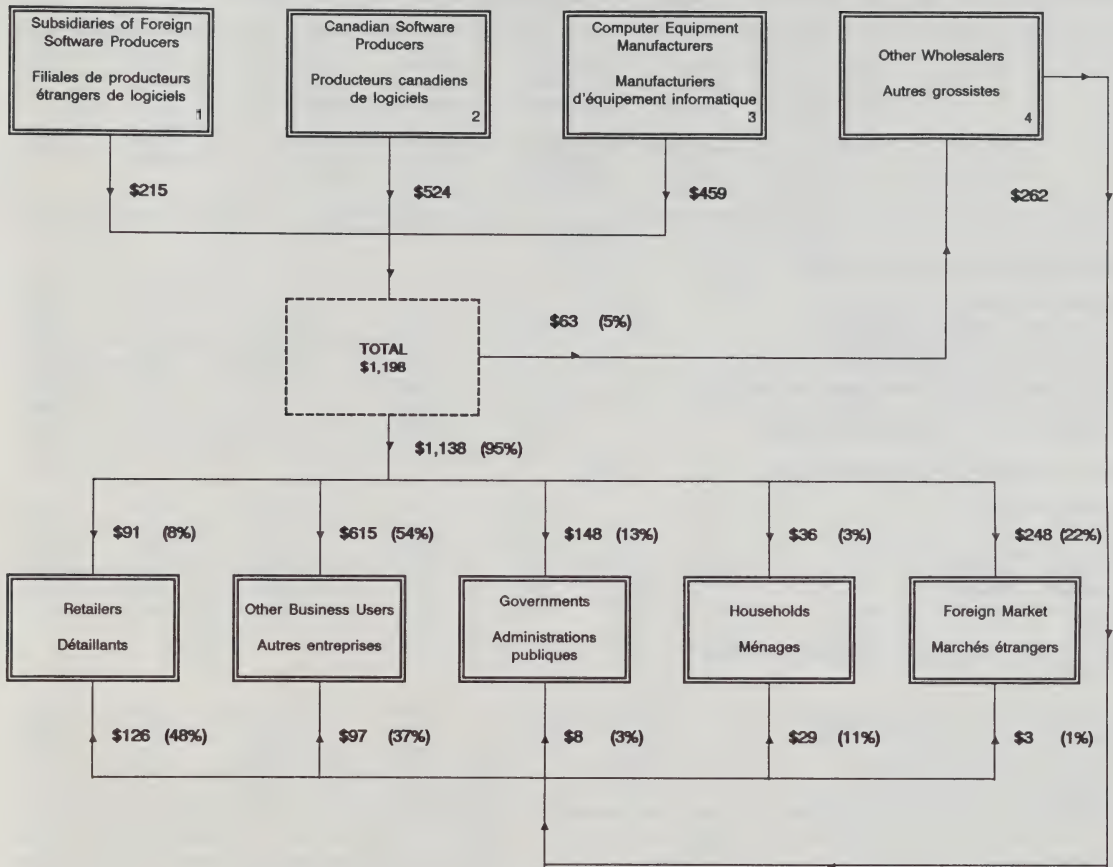 Subsidiaries of Foreign
Software Producers
Filiales de producteurs
étrangers de logiciels
1
Canadian Software
Producers
Producteurs canadiens
de logiciels
2
Computer Equipment
Manufacturers
Manufacturiers
d'équipement informatique
3
Other Wholesalers
Autres grossistes
4
$215
$524
$459
$262
$63 (5%)
TOTAL
$1,198
$1,138 (95%)
$91 (8%)
$615 (54%)
$148 (13%)
$36 (3%)
$248 (22%)
Retailers
Détaillants
Other Business Users
Autres entreprises
Governments
Administrations
publiques
Households
Ménages
Foreign Market
Marchés étrangers
$126 (48%)
$97 (37%)
$8 (3%)
$29 (11%)
$3 (1%)